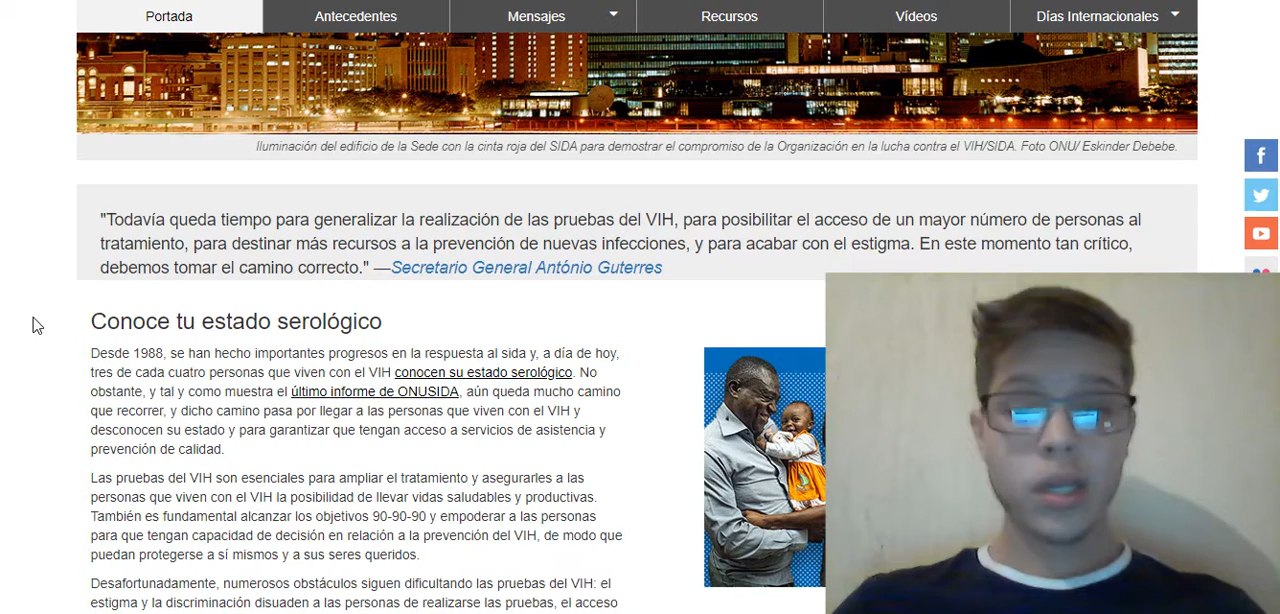 Portada Antecedentes Mensajes Recursos Vídeos Días Internacionales
Iluminación del edificio de la Sede con la cinta roja del SIDA para demostrar el compromiso de la Organización en la lucha contra el VIH/SIDA. Foto ONU/ Eskinder Debebe.
"Todavía queda tiempo para generalizar la realización de las pruebas del VIH, para posibilitar el acceso de un mayor número de personas al
tratamiento, para destinar más recursos a la prevención de nuevas infecciones, y para acabar con el estigma. En este momento tan crítico,
debemos tomar el camino correcto." —Secretario General António Guterres
Conoce tu estado serológico
Desde 1988, se han hecho importantes progresos en la respuesta al sida y, a día de hoy,
tres de cada cuatro personas que viven con el VIH conocen su estado serológico. No
obstante, y tal y como muestra el último informe de ONUSIDA, aún queda mucho camino
que recorrer, y dicho camino pasa por llegar a las personas que viven con el VIH y
desconocen su estado y para garantizar que tengan acceso a servicios de asistencia y
prevención de calidad.
Las pruebas del VIH son esenciales para ampliar el tratamiento y asegurarles a las
personas que viven con el VIH la posibilidad de llevar vidas saludables y productivas.
También es fundamental alcanzar los objetivos 90-90-90 y empoderar a las personas
para que tengan capacidad de decisión en relación a la prevención del VIH, de modo que
puedan protegerse a sí mismos y a sus seres queridos.
Desafortunadamente, numerosos obstáculos siguen dificultando las pruebas del VIH: el
estigma y la discriminación disuaden a las personas de realizarse las pruebas, el acceso